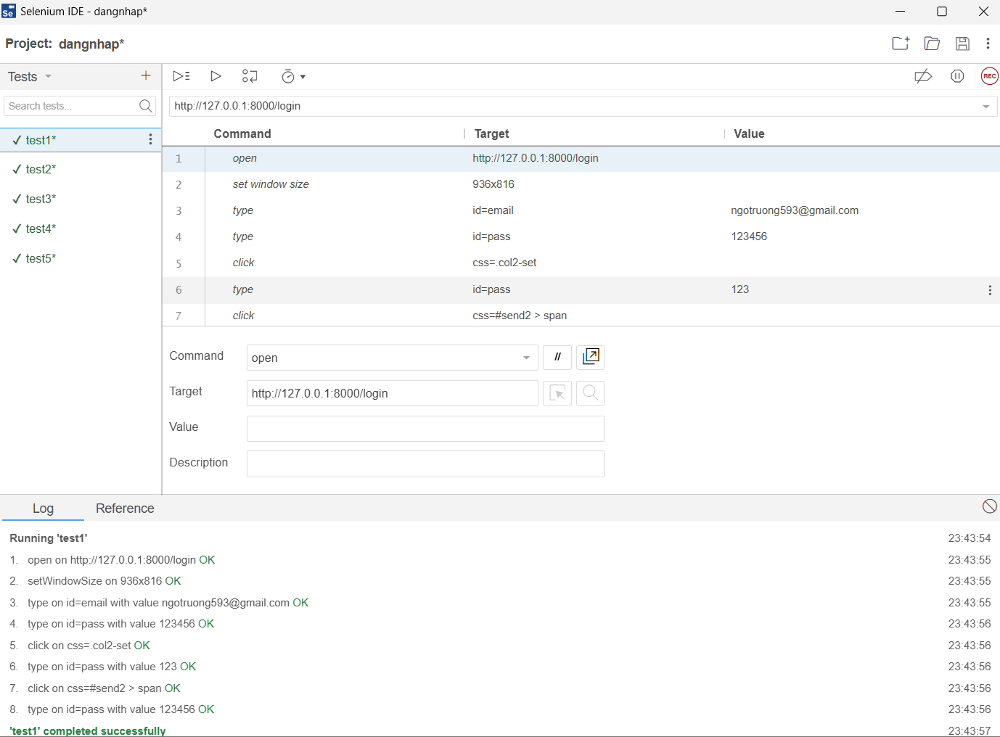 Selenium IDE - dangnhap*
Project: dangnhap*
Tests
Search tests...
✓ test1*
✓ test2*
✓ test3*
✓ test4*
✓ test5*
REC
http://127.0.0.1:8000/login
Command Target Value
1 open http://127.0.0.1:8000/login
2 set window size 936x816
3 type id=email ngotruong593@gmail.com
4 type id=pass 123456
5 click css=.col2-set
6 type id=pass 123
7 click css=#send2 > span
Command open //
Target http://127.0.0.1:8000/login
Value
Description
Log Reference
Running 'test1' 23:43:54
1. open on http://127.0.0.1:8000/login OK 23:43:55
2. setWindowSize on 936x816 OK 23:43:55
3. type on id=email with value ngotruong593@gmail.com OK 23:43:55
4. type on id=pass with value 123456 OK 23:43:56
5. click on css=.col2-set OK 23:43:56
6. type on id=pass with value 123 OK 23:43:56
7. click on css=#send2 > span OK 23:43:56
8. type on id=pass with value 123456 OK 23:43:56
'test1' completed successfully 23:43:57